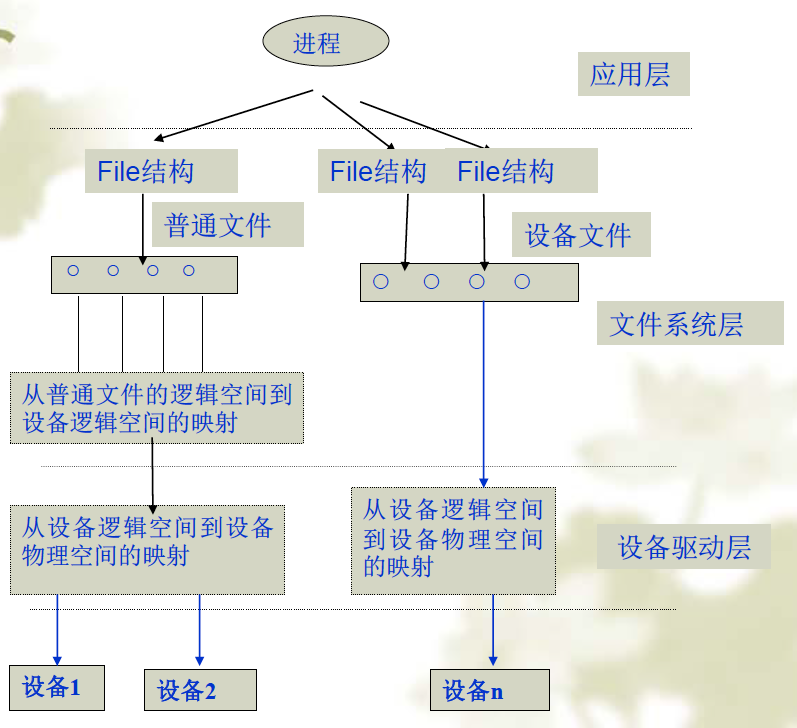 进程
应用层
File结构
File结构
File结构
普通文件
设备文件
文件系统层
从普通文件的逻辑空间到
设备逻辑空间的映射
从设备逻辑空间到设备
物理空间的映射
从设备逻辑空间
到设备物理空间
的映射
设备驱动层
设备1
设备2
设备n